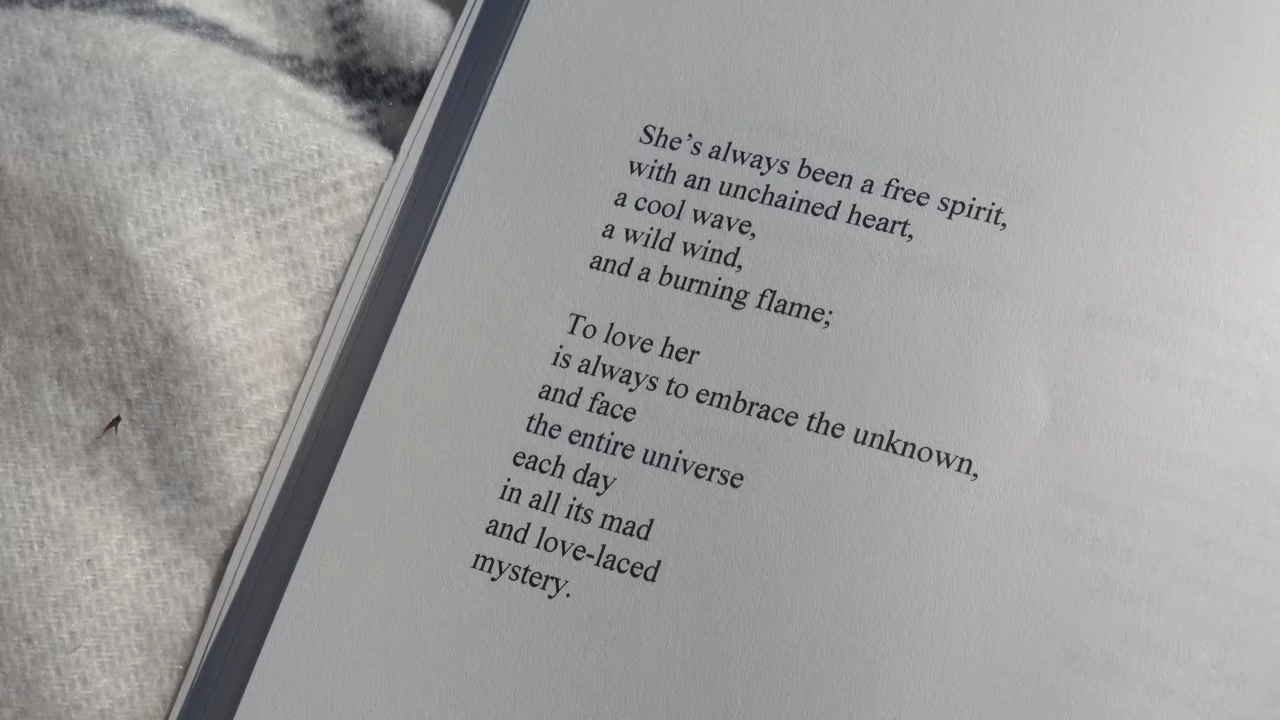 She’s always been a free spirit,
with an unchained heart,
a cool wave,
a wild wind,
and a burning flame;
To love her
is always to embrace the unknown,
and face
the entire universe
each day
in all its mad
and love-laced
mystery.